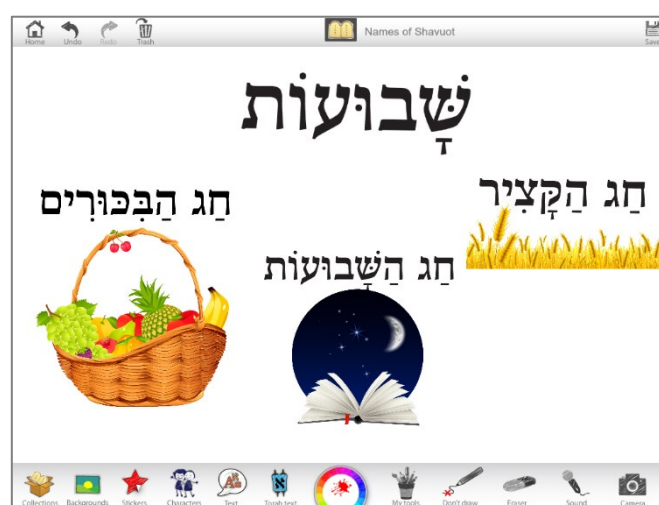 Home Undo Redo Trash Names of Shavuot Save
שָּׁבוּעוֹת
חַג הַקָּצִיר
חַג הַבִּכּוּרִים
חַג הַשָּׁבוּעוֹת
Collections Backgrounds Stickers Characters Text Torah text My tools Don't draw Eraser Sound Camera